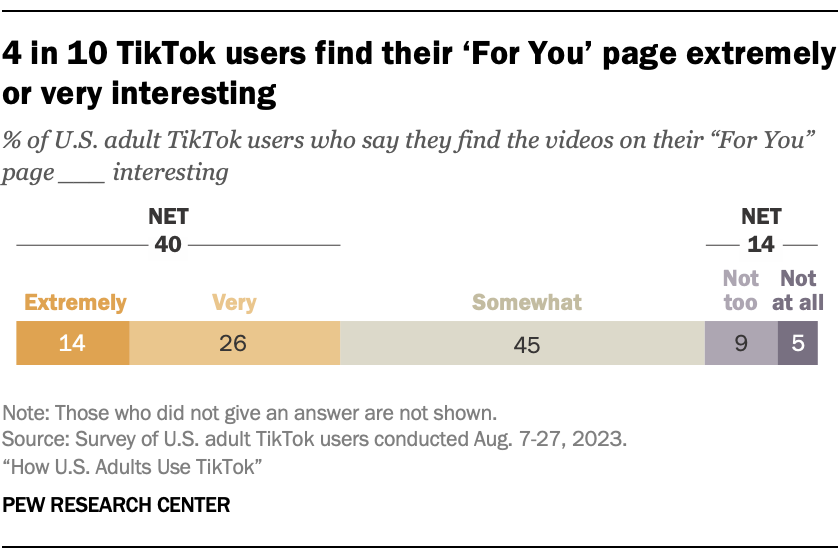 4 in 10 TikTok users find their ‘For You’ page extremely
or very interesting
% of U.S. adult TikTok users who say they find the videos on their “For You”
page ___ interesting
NET
40
NET
14
Extremely
Very
Somewhat
Not
too
Not
at all
14
26
45
9
5
Note: Those who did not give an answer are not shown.
Source: Survey of U.S. adult TikTok users conducted Aug. 7-27, 2023.
“How U.S. Adults Use TikTok”
PEW RESEARCH CENTER